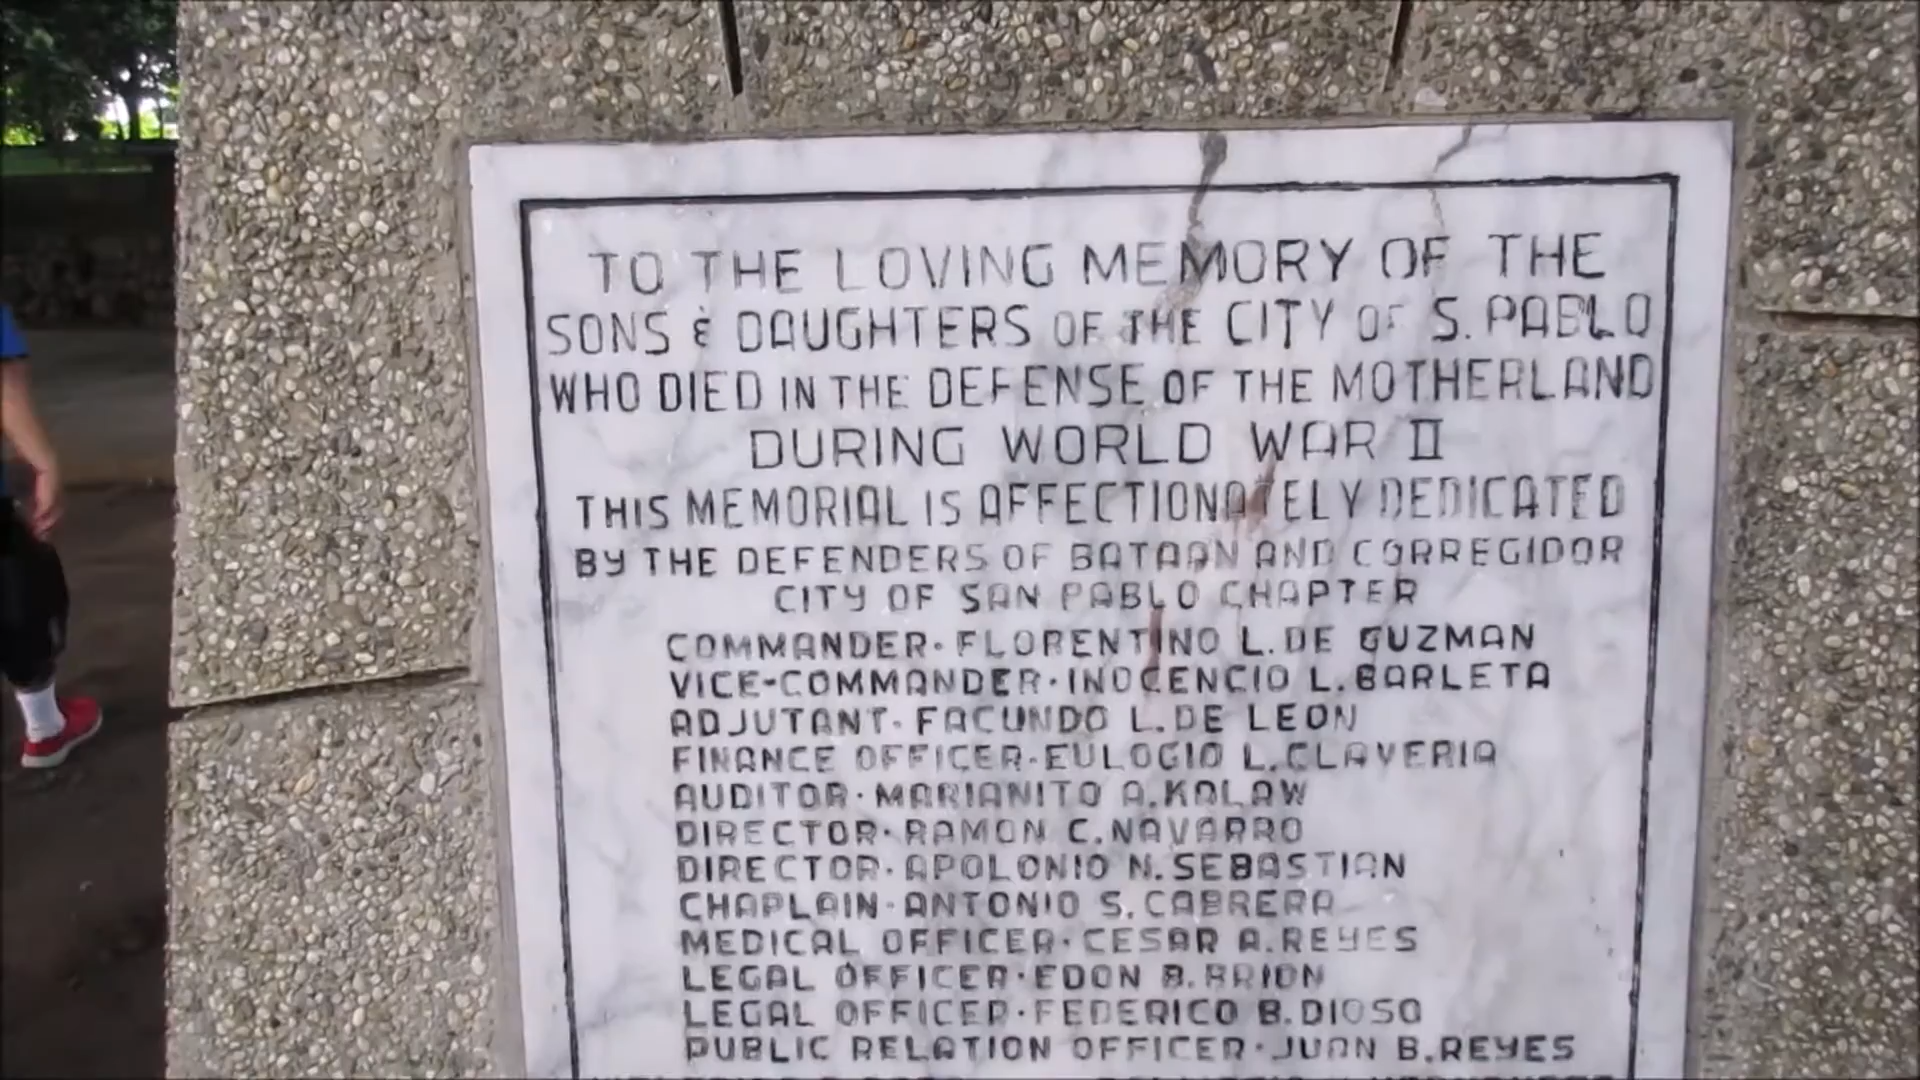 TO THE LOVING MEMORY OF THE
SONS & DAUGHTERS OF THE CITY OF S. PABLO
WHO DIED IN THE DEFENSE OF THE MOTHERLAND
DURING WORLD WAR II
THIS MEMORIAL IS AFFECTIONATELY DEDICATED
BY THE DEFENDERS OF BATAAN AND CORREGIDOR
CITY OF SAN PABLO CHAPTER
COMMANDER·FLORENTINO L. DE GUZMAN
VICE-COMMANDER·INOCENCIO L. BARLETA
ADJUTANT·FACUNDO L. DE LEON
FINANCE OFFICER·EULOGIO L. CLAVERIA
AUDITOR·MARIANITO A. KALAW
DIRECTOR·RAMON C. NAVARRO
DIRECTOR·APOLONIO N. SEBASTIAN
CHAPLAIN·ANTONIO S. CABRERA
MEDICAL OFFICER·CESAR A. REYES
LEGAL OFFICER·EDON B. BRION
LEGAL OFFICER·FEDERICO B. DIOSO
PUBLIC RELATION OFFICER·JUAN B. REYES